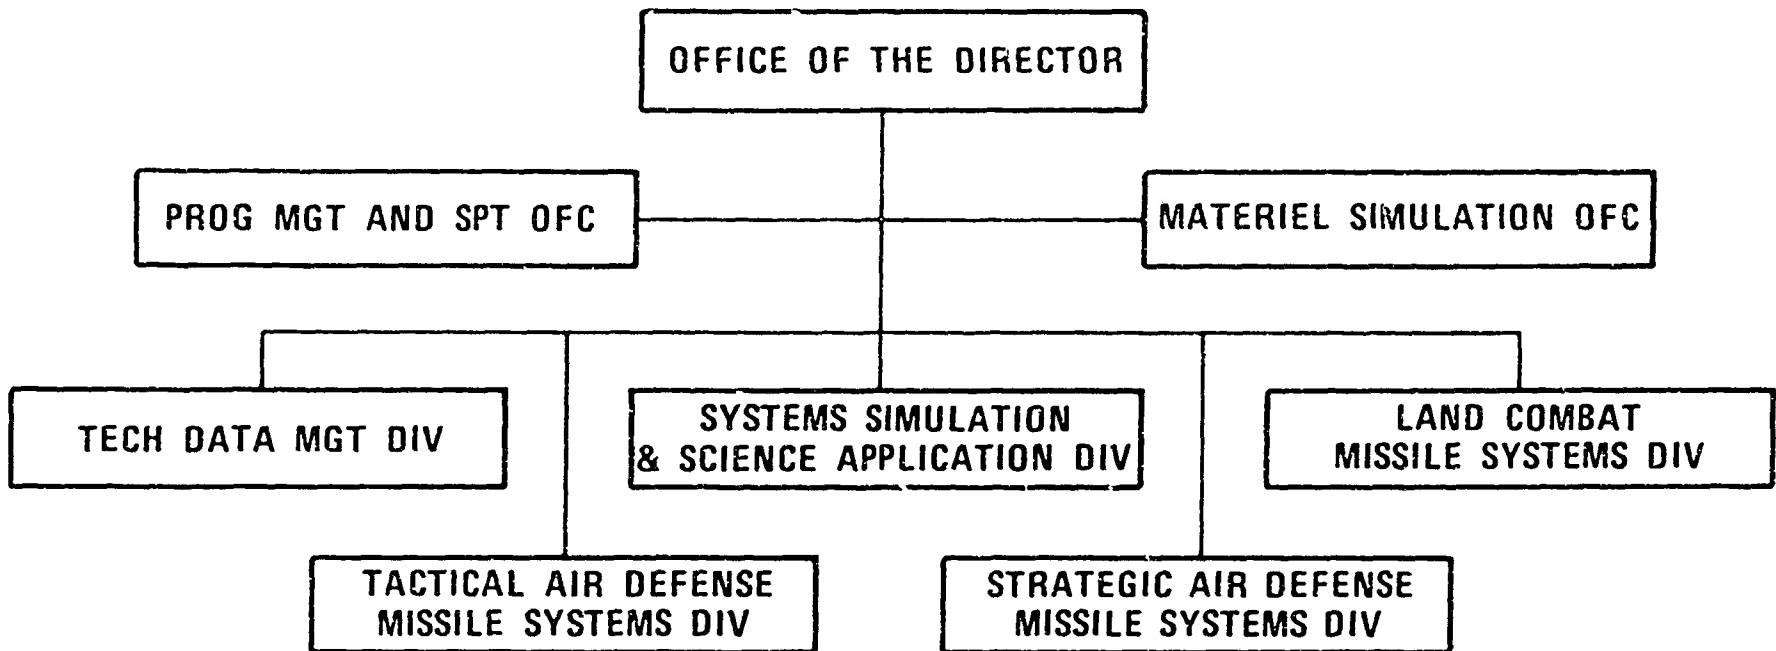 OFFICE OF THE DIRECTOR
PROG MGT AND SPT OFC
MATERIEL SIMULATION OFC
TECH DATA MGT DIV
SYSTEMS SIMULATION
& SCIENCE APPLICATION DIV
LAND COMBAT
MISSILE SYSTEMS DIV
TACTICAL AIR DEFENSE
MISSILE SYSTEMS DIV
STRATEGIC AIR DEFENSE
MISSILE SYSTEMS DIV